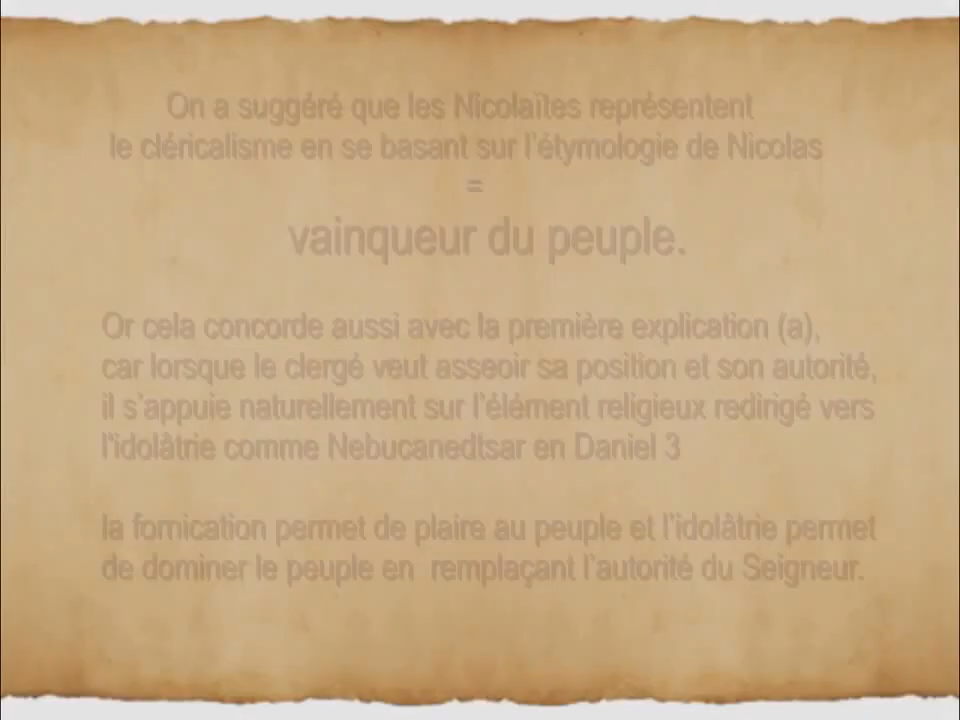 On a suggéré que les Nicolaïtes représentent
le cléricalisme en se basant sur l'étymologie de Nicolas
=
vainqueur du peuple.
Or cela concorde aussi avec la première explication (a),
car lorsque le clergé veut asseoir sa position et son autorité,
il s'appuie naturellement sur l'élément religieux redirigé vers
l'idolâtrie comme Nebucanedtsar en Daniel 3
la fornication permet de plaire au peuple et l'idolâtrie permet
de dominer le peuple en remplaçant l'autorité du Seigneur.